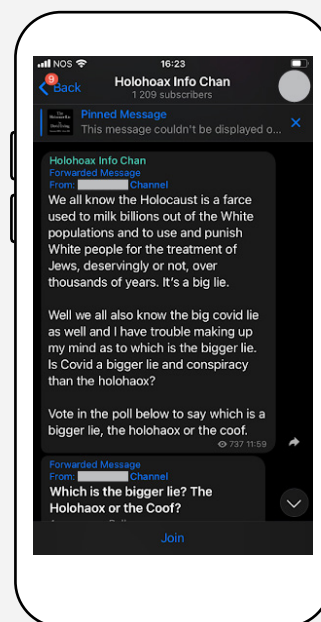 NOS 16:23
9
Back
Holohoax Info Chan
1 209 subscribers
Pinned Message
This message couldn't be displayed o...
Holohoax Info Chan
Forwarded Message
From: Channel
We all know the Holocaust is a farce
used to milk billions out of the White
populations and to use and punish
White people for the treatment of
Jews, deservingly or not, over
thousands of years. It's a big lie.
Well we all also know the big covid lie
as well and I have trouble making up
my mind as to which is the bigger lie.
Is Covid a bigger lie and conspiracy
than the holohaox?
Vote in the poll below to say which is a
bigger lie, the holohaox or the coof.
737 11:59
Forwarded Message
From: Channel
Which is the bigger lie? The
Holohaox or the Coof?
Join